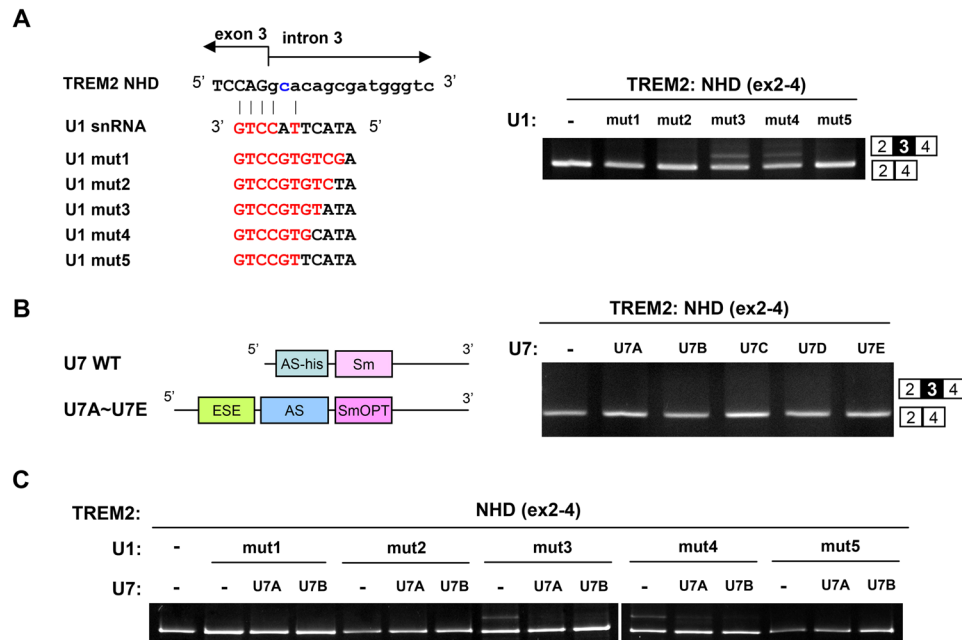 A
exon 3
intron 3
TREM2 NHD 5’ TCCAGgcacagcgatgggtc 3’
U1 snRNA 3’ GTCCATTCATA 5’
U1 mut1 GTCCGTGTCGA
U1 mut2 GTCCGTGTCTA
U1 mut3 GTCCGTGTATA
U1 mut4 GTCCGTGCATA
U1 mut5 GTCCGTTCATA
TREM2: NHD (ex2-4)
U1: - mut1 mut2 mut3 mut4 mut5
2 3 4
2 4
B
U7 WT 5’ AS-his Sm 3’
U7A~U7E 5’ ESE AS SmOPT 3’
TREM2: NHD (ex2-4)
U7: - U7A U7B U7C U7D U7E
2 3 4
2 4
C
TREM2: NHD (ex2-4)
U1: - mut1 mut2 mut3 mut4 mut5
U7: - U7A U7B - U7A U7B - U7A U7B - U7A U7B - U7A U7B